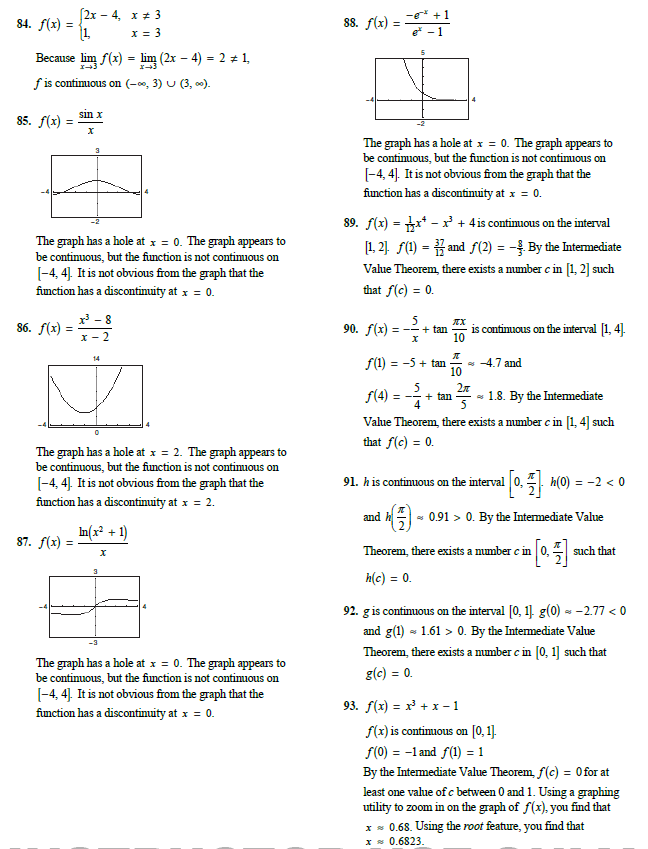 84. f(x) = {2x − 4, x ≠ 3
{1, x = 3
Because lim x→3 f(x) = lim x→3 (2x − 4) = 2 ≠ 1,
f is continuous on (−∞, 3) ∪ (3, ∞).
85. f(x) = sin x / x
3
−4
4
−2
The graph has a hole at x = 0. The graph appears to
be continuous, but the function is not continuous on
[−4, 4]. It is not obvious from the graph that the
function has a discontinuity at x = 0.
86. f(x) = x³ − 8 / x − 2
14
−4
4
0
The graph has a hole at x = 2. The graph appears to
be continuous, but the function is not continuous on
[−4, 4]. It is not obvious from the graph that the
function has a discontinuity at x = 2.
87. f(x) = ln(x² + 1) / x
3
−4
4
−3
The graph has a hole at x = 0. The graph appears to
be continuous, but the function is not continuous on
[−4, 4]. It is not obvious from the graph that the
function has a discontinuity at x = 0.
88. f(x) = −e⁻ˣ + 1 / eˣ − 1
5
−4
4
−2
The graph has a hole at x = 0. The graph appears to
be continuous, but the function is not continuous on
[−4, 4]. It is not obvious from the graph that the
function has a discontinuity at x = 0.
89. f(x) = 1/12 x⁴ − x³ + 4 is continuous on the interval
[1, 2]. f(1) = 37/12 and f(2) = −8/3. By the Intermediate
Value Theorem, there exists a number c in [1, 2] such
that f(c) = 0.
90. f(x) = −5/x + tan πx/10 is continuous on the interval [1, 4].
f(1) = −5 + tan π/10 ≈ −4.7 and
f(4) = −5/4 + tan 2π/5 ≈ 1.8. By the Intermediate
Value Theorem, there exists a number c in [1, 4] such
that f(c) = 0.
91. h is continuous on the interval [0, π/2]. h(0) = −2 < 0
and h(π/2) ≈ 0.91 > 0. By the Intermediate Value
Theorem, there exists a number c in [0, π/2] such that
h(c) = 0.
92. g is continuous on the interval [0, 1]. g(0) ≈ −2.77 < 0
and g(1) ≈ 1.61 > 0. By the Intermediate Value
Theorem, there exists a number c in [0, 1] such that
g(c) = 0.
93. f(x) = x³ + x − 1
f(x) is continuous on [0, 1].
f(0) = −1 and f(1) = 1
By the Intermediate Value Theorem, f(c) = 0 for at
least one value of c between 0 and 1. Using a graphing
utility to zoom in on the graph of f(x), you find that
x ≈ 0.68. Using the root feature, you find that
x ≈ 0.6823.